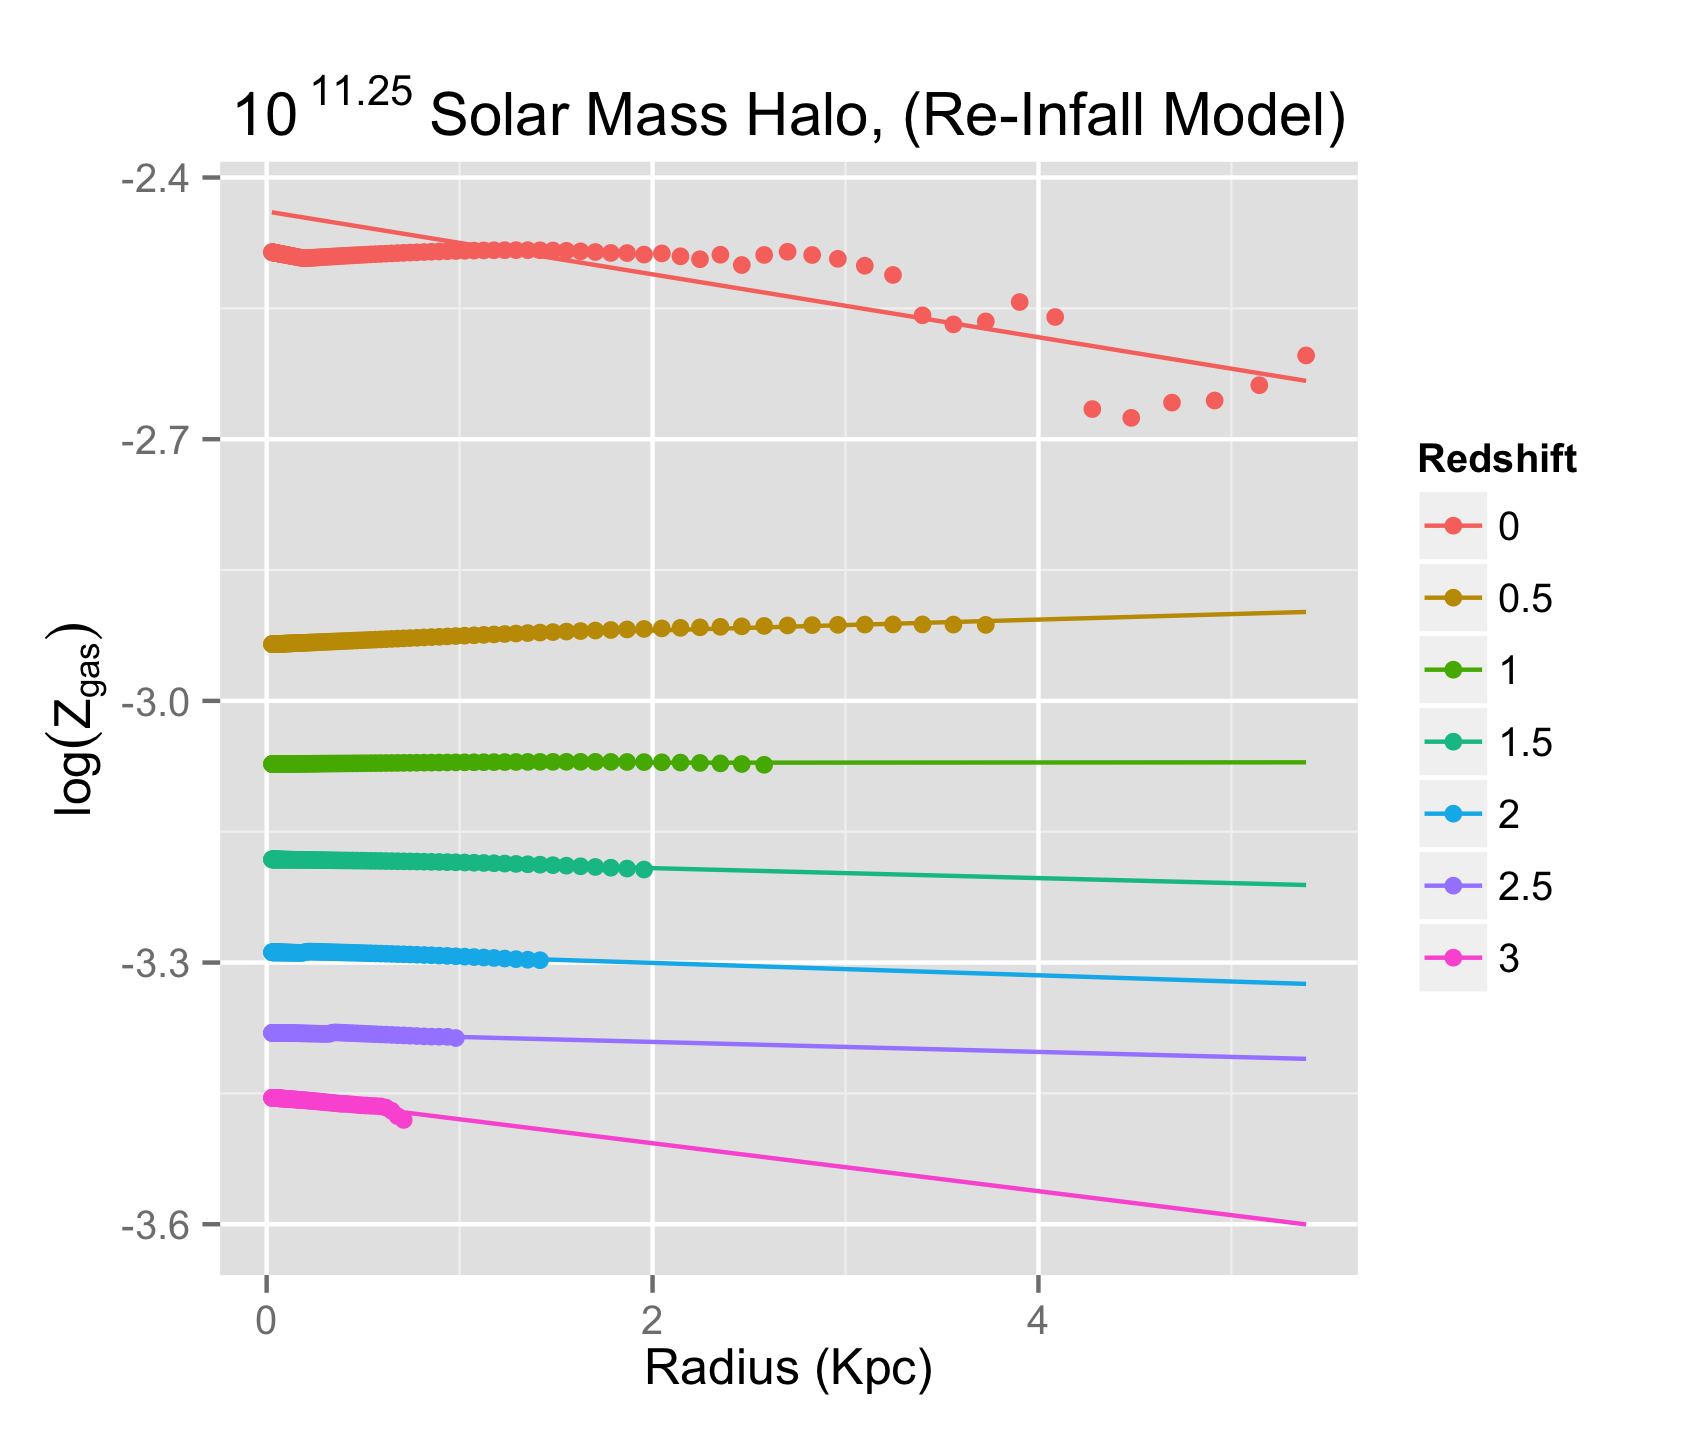 10^11.25 Solar Mass Halo, (Re-Infall Model)
log(Z_gas)
-2.4
-2.7
-3.0
-3.3
-3.6
0 2 4
Radius (Kpc)
Redshift
0
0.5
1
1.5
2
2.5
3